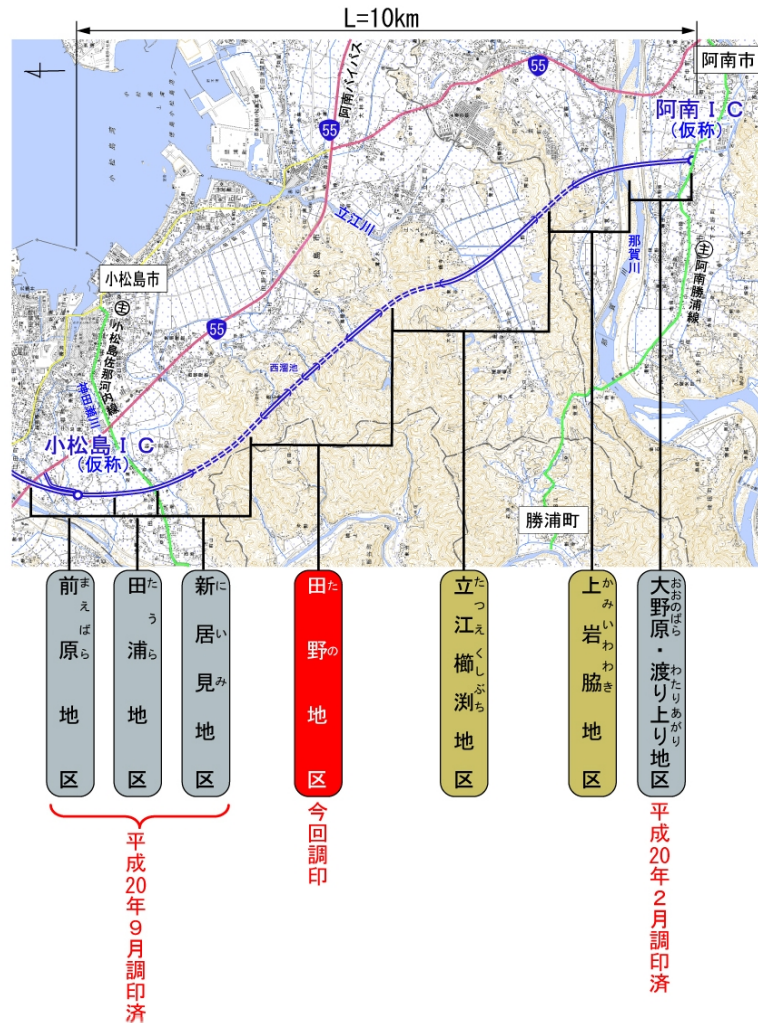 L=10km
阿南市
阿南バイパス
55
55
阿南IC
(仮称)
立江川
那賀川
主
阿南勝浦線
小松島市
主
小松島佐那河内線
55
神田瀬川
西溜池
小松島IC
(仮称)
勝浦町
前原地区
まえばら
田浦地区
たうら
新居見地区
にいみ
田野地区
たの
立江櫛渕地区
たつえくしぶち
上岩脇地区
かみいわわき
大野原・渡り上り地区
おおのばら わたりあがり
平成20年9月調印済
今回調印
平成20年2月調印済